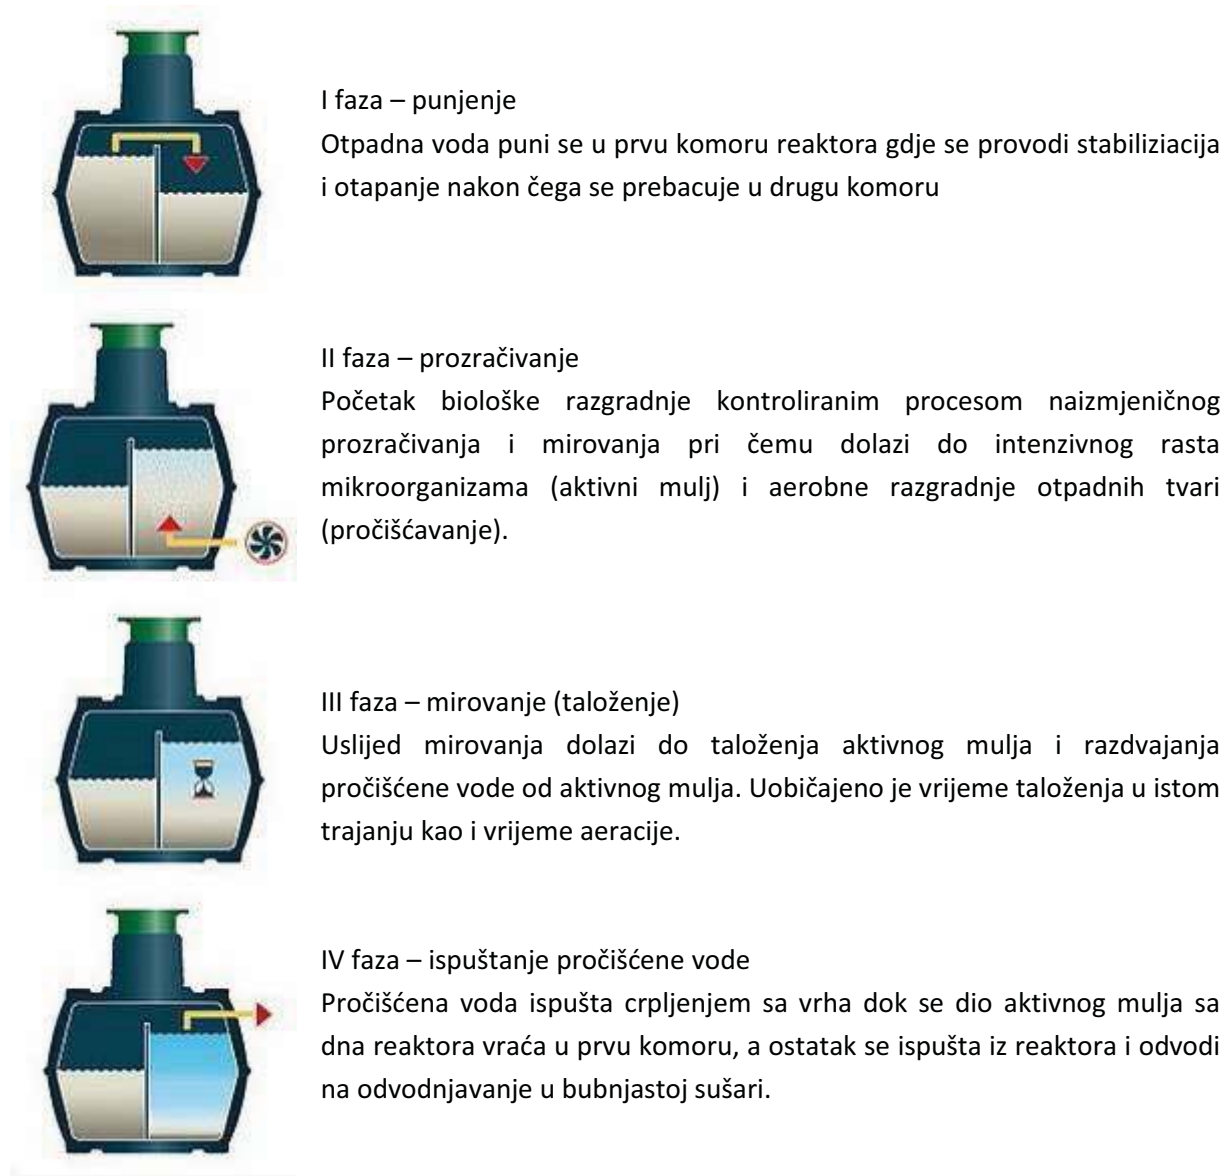 I faza – punjenje
Otpadna voda puni se u prvu komoru reaktora gdje se provodi stabiliziacija
i otapanje nakon čega se prebacuje u drugu komoru
II faza – prozračivanje
Početak biološke razgradnje kontroliranim procesom naizmjeničnog
prozračivanja i mirovanja pri čemu dolazi do intenzivnog rasta
mikroorganizama (aktivni mulj) i aerobne razgradnje otpadnih tvari
(pročišćavanje).
III faza – mirovanje (taloženje)
Uslijed mirovanja dolazi do taloženja aktivnog mulja i razdvajanja
pročišćene vode od aktivnog mulja. Uobičajeno je vrijeme taloženja u istom
trajanju kao i vrijeme aeracije.
IV faza – ispuštanje pročišćene vode
Pročišćena voda ispušta crpljenjem sa vrha dok se dio aktivnog mulja sa
dna reaktora vraća u prvu komoru, a ostatak se ispušta iz reaktora i odvodi
na odvodnjavanje u bubnjastoj sušari.